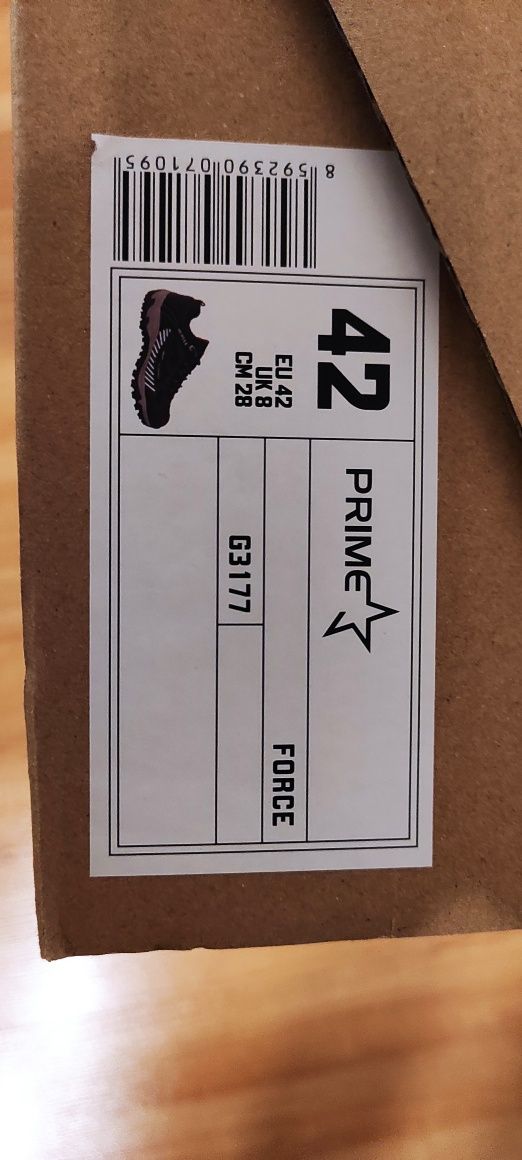 42
EU 42
UK 8
CM 28
PRIME
FORCE
G3177
8 592390 071095